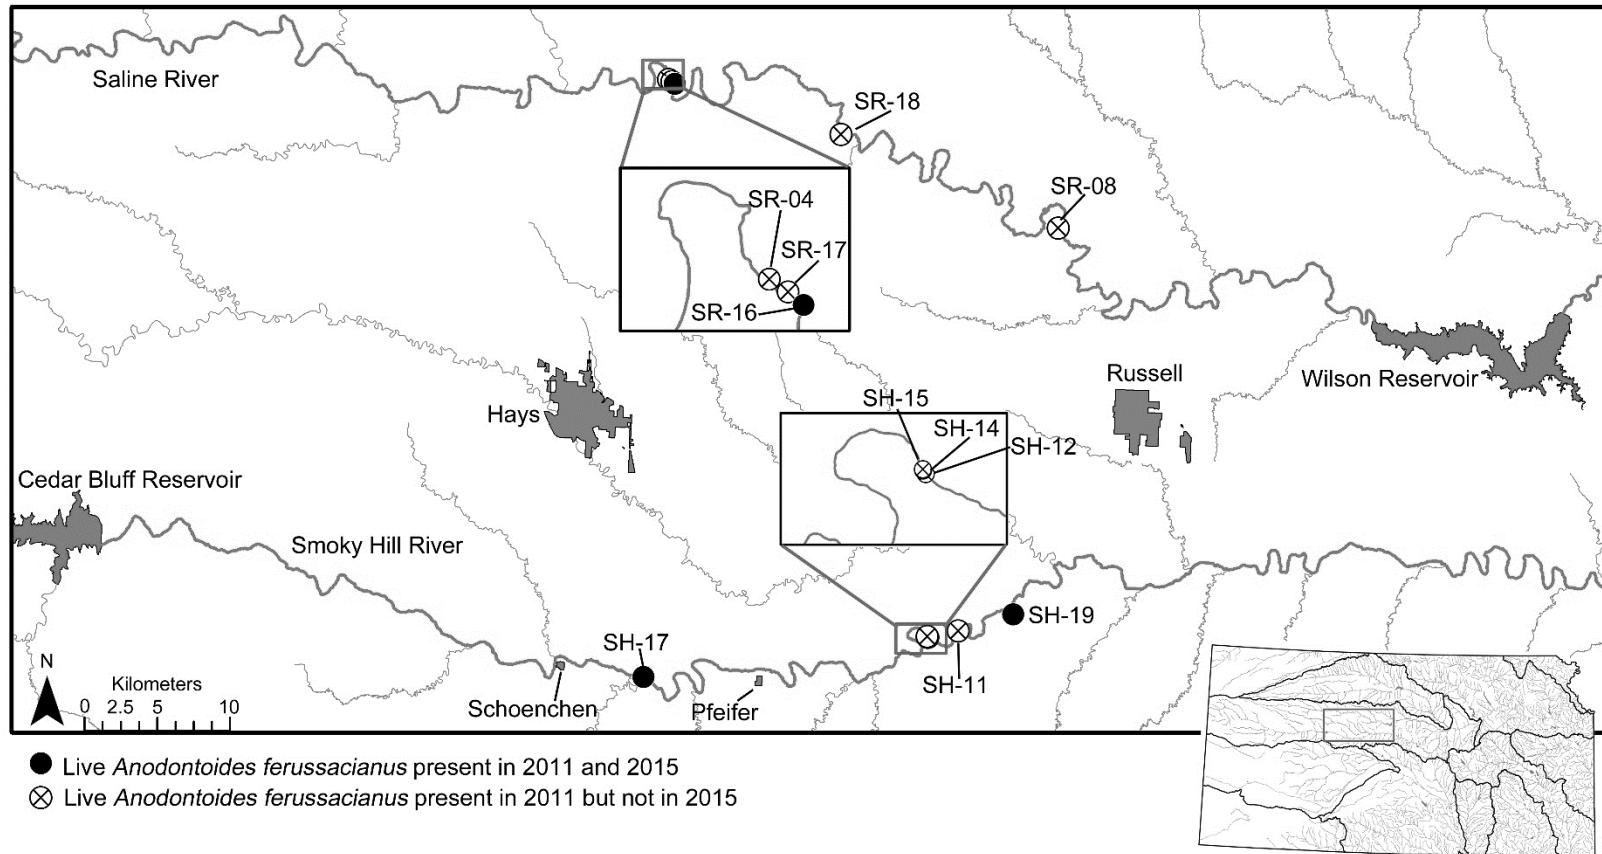 Saline River
SR-18
SR-08
SR-04
SR-17
SR-16
Wilson Reservoir
Russell
Hays
SH-15
SH-14
SH-12
Cedar Bluff Reservoir
Smoky Hill River
SH-19
SH-17
SH-11
Schoenchen
Pfeifer
N
Kilometers
0 2.5 5 10
Live Anodontoides ferussacianus present in 2011 and 2015
Live Anodontoides ferussacianus present in 2011 but not in 2015